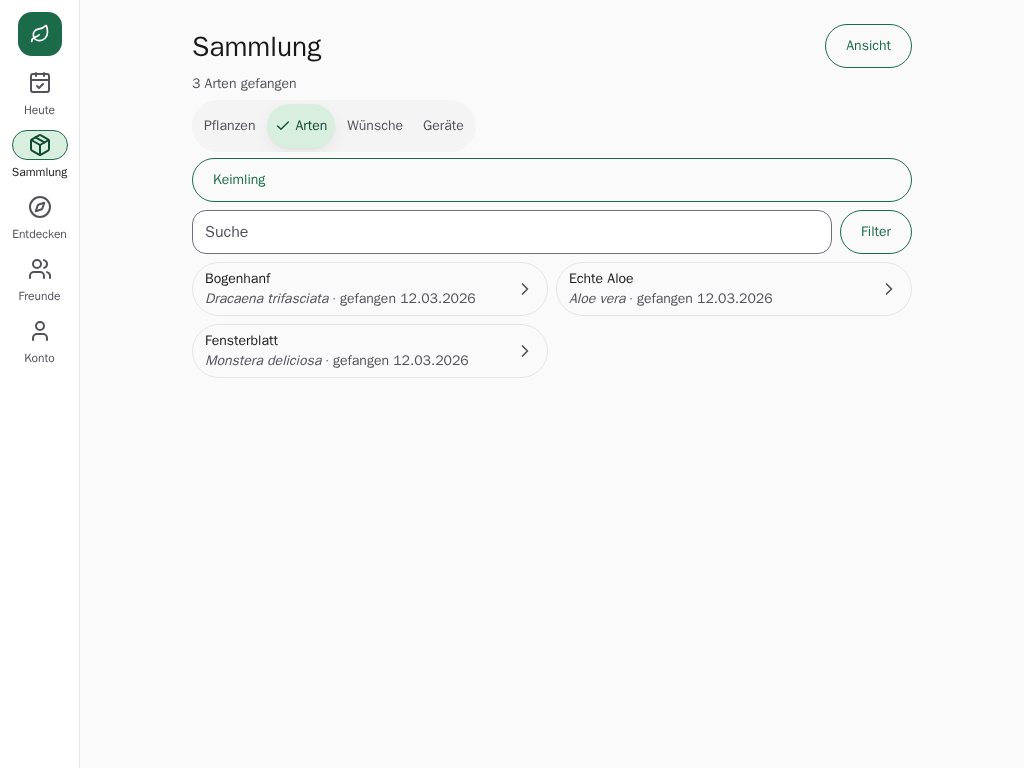 Heute
Sammlung
Entdecken
Freunde
Konto
Sammlung
Ansicht
3 Arten gefangen
Pflanzen
Arten
Wünsche
Geräte
Keimling
Suche
Filter
Bogenhanf
Dracaena trifasciata · gefangen 12.03.2026
Echte Aloe
Aloe vera · gefangen 12.03.2026
Fensterblatt
Monstera deliciosa · gefangen 12.03.2026